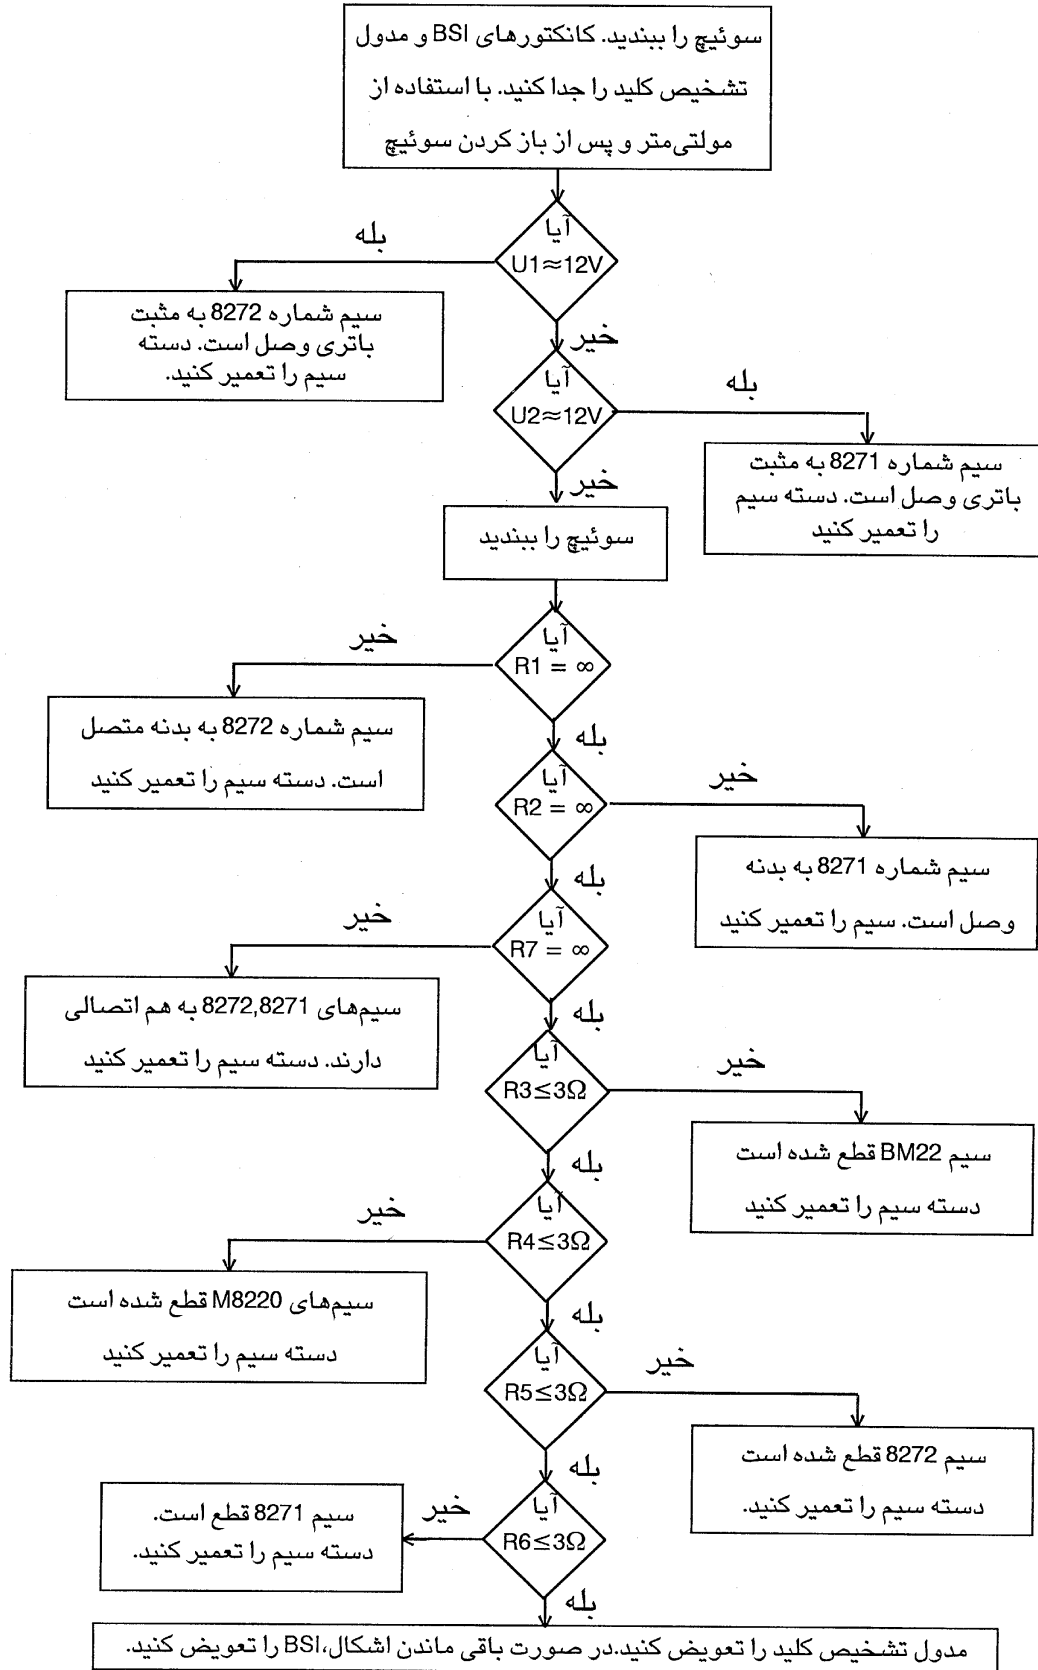 سوئیچ را ببندید. کانکتورهای BSI و مدول
تشخیص کلید را جدا کنید. با استفاده از
مولتی‌متر و پس از باز کردن سوئیچ
آیا
U1≈12V
بله
سیم شماره 8272 به مثبت
باتری وصل است. دسته
سیم را تعمیر کنید.
خیر
آیا
U2≈12V
بله
سیم شماره 8271 به مثبت
باتری وصل است. دسته سیم
را تعمیر کنید
خیر
سوئیچ را ببندید
آیا
R1 = ∞
خیر
سیم شماره 8272 به بدنه متصل
است. دسته سیم را تعمیر کنید
بله
آیا
R2 = ∞
خیر
سیم شماره 8271 به بدنه
وصل است. سیم را تعمیر کنید
بله
آیا
R7 = ∞
خیر
سیم‌های 8272,8271 به هم اتصالی
دارند. دسته سیم را تعمیر کنید
بله
آیا
R3≤3Ω
خیر
سیم BM22 قطع شده است
دسته سیم را تعمیر کنید
بله
آیا
R4≤3Ω
خیر
سیم‌های M8220 قطع شده است
دسته سیم را تعمیر کنید
بله
آیا
R5≤3Ω
خیر
سیم 8272 قطع شده است
دسته سیم را تعمیر کنید.
بله
آیا
R6≤3Ω
خیر
سیم 8271 قطع است.
دسته سیم را تعمیر کنید.
بله
مدول تشخیص کلید را تعویض کنید.در صورت باقی ماندن اشکال،BSI را تعویض کنید.